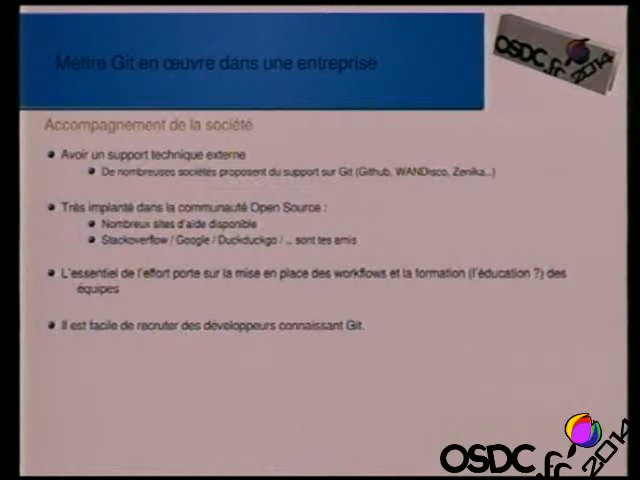 Mettre Git en œuvre dans une entreprise
OSDC.fr 2014
Accompagnement de la société
Avoir un support technique externe
De nombreuses sociétés proposent du support sur Git (Github, WANDisco, Zenika...)
Très implanté dans la communauté Open Source :
Nombreux sites d'aide disponible
Stackoverflow / Google / Duckduckgo / ... sont tes amis
L'essentiel de l'effort porte sur la mise en place des workflows et la formation (l'éducation ?) des
équipes
Il est facile de recruter des développeurs connaissant Git.
OSDC.fr 2014